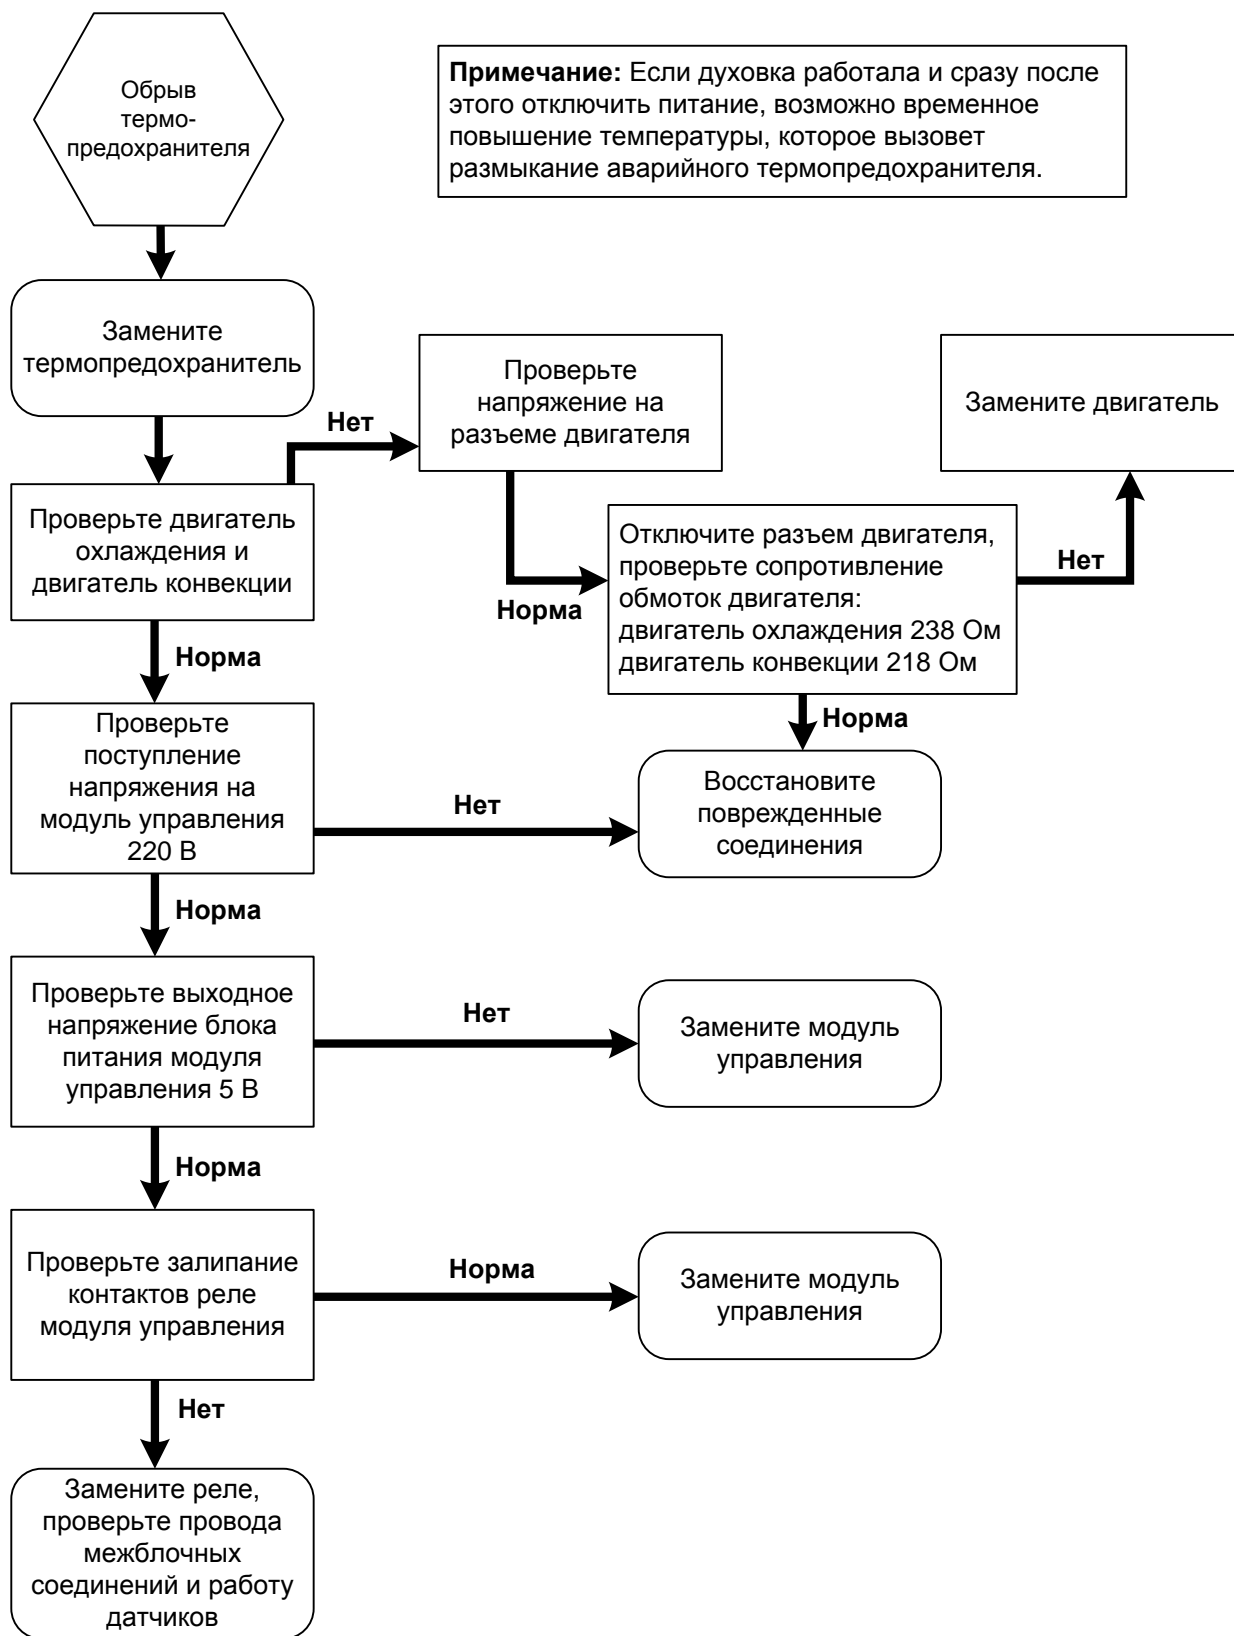 Обрыв
термо-
предохранителя
Примечание: Если духовка работала и сразу после
этого отключить питание, возможно временное
повышение температуры, которое вызовет
размыкание аварийного термопредохранителя.
Замените
термопредохранитель
Нет
Проверьте
напряжение на
разъеме двигателя
Замените двигатель
Проверьте двигатель
охлаждения и
двигатель конвекции
Норма
Отключите разъем двигателя,
проверьте сопротивление
обмоток двигателя:
двигатель охлаждения 238 Ом
двигатель конвекции 218 Ом
Нет
Норма
Норма
Проверьте
поступление
напряжения на
модуль управления
220 В
Нет
Восстановите
поврежденные
соединения
Норма
Проверьте выходное
напряжение блока
питания модуля
управления 5 В
Нет
Замените модуль
управления
Норма
Проверьте залипание
контактов реле
модуля управления
Норма
Замените модуль
управления
Нет
Замените реле,
проверьте провода
межблочных
соединений и работу
датчиков